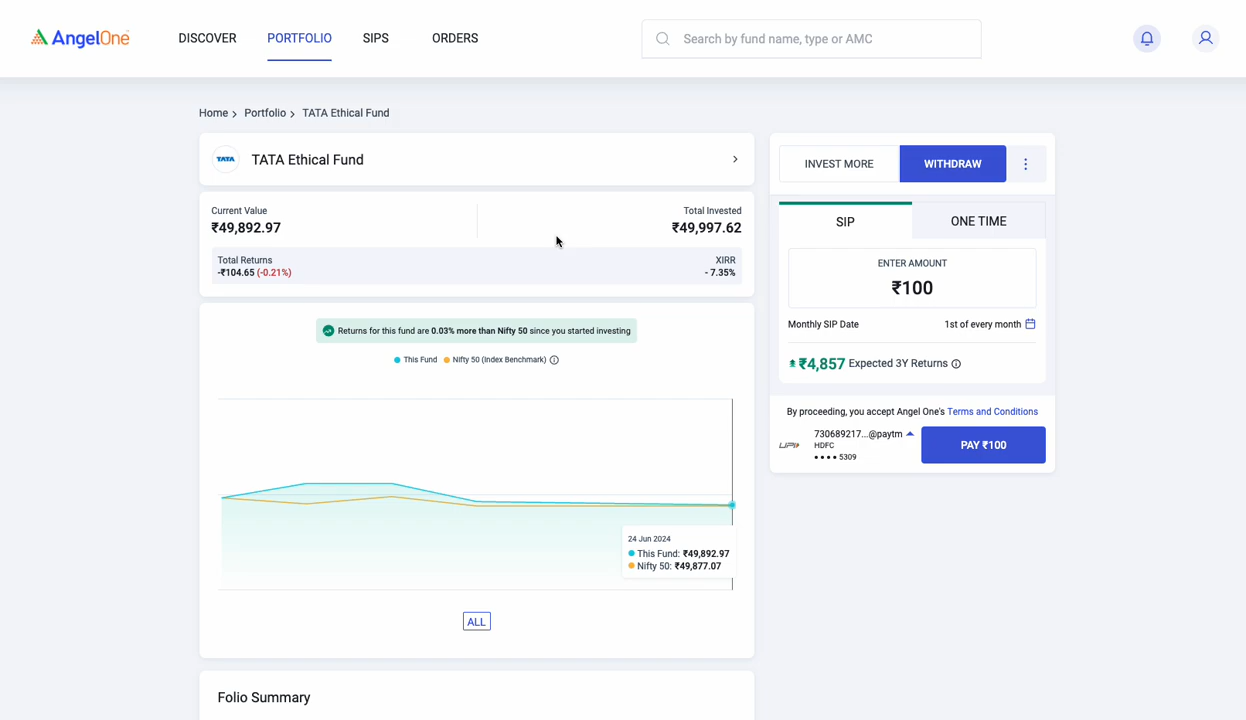 AngelOne
DISCOVER PORTFOLIO SIPS ORDERS
Search by fund name, type or AMC
Home > Portfolio > TATA Ethical Fund
TATA
TATA Ethical Fund
Current Value
₹49,892.97
Total Invested
₹49,997.62
Total Returns
-₹104.65 (-0.21%)
XIRR
- 7.35%
Returns for this fund are 0.03% more than Nifty 50 since you started investing
This Fund Nifty 50 (Index Benchmark)
24 Jun 2024
This Fund: ₹49,892.97
Nifty 50: ₹49,877.07
ALL
Folio Summary
INVEST MORE WITHDRAW
SIP ONE TIME
ENTER AMOUNT
₹100
Monthly SIP Date 1st of every month
₹4,857 Expected 3Y Returns
By proceeding, you accept Angel One's Terms and Conditions
UPI
730689217...@paytm
HDFC
•••• 5309
PAY ₹100